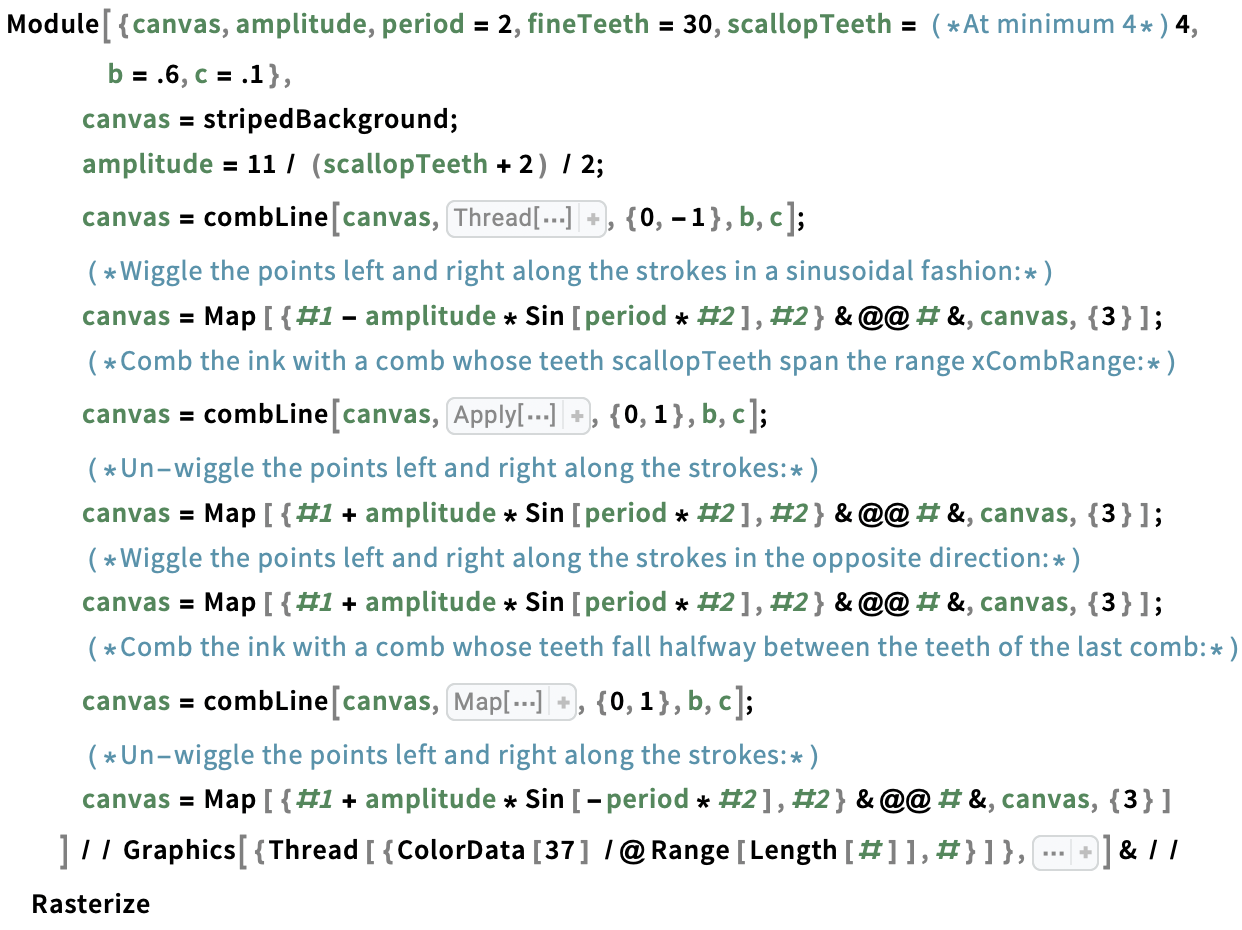 Module[{canvas, amplitude, period = 2, fineTeeth = 30, scallopTeeth = (*At minimum 4*) 4,
b = .6, c = .1},
canvas = stripedBackground;
amplitude = 11 / (scallopTeeth + 2) / 2;
canvas = combLine[canvas, Thread[⋯] +, {0, -1}, b, c];
(*Wiggle the points left and right along the strokes in a sinusoidal fashion:*)
canvas = Map[{#1 - amplitude * Sin[period * #2], #2} &@@ # &, canvas, {3}];
(*Comb the ink with a comb whose teeth scallopTeeth span the range xCombRange:*)
canvas = combLine[canvas, Apply[⋯] +, {0, 1}, b, c];
(*Un-wiggle the points left and right along the strokes:*)
canvas = Map[{#1 + amplitude * Sin[period * #2], #2} &@@ # &, canvas, {3}];
(*Wiggle the points left and right along the strokes in the opposite direction:*)
canvas = Map[{#1 + amplitude * Sin[period * #2], #2} &@@ # &, canvas, {3}];
(*Comb the ink with a comb whose teeth fall halfway between the teeth of the last comb:*)
canvas = combLine[canvas, Map[⋯] +, {0, 1}, b, c];
(*Un-wiggle the points left and right along the strokes:*)
canvas = Map[{#1 + amplitude * Sin[-period * #2], #2} &@@ # &, canvas, {3}]
] // Graphics[{Thread[{ColorData[37] /@ Range[Length[#]], #}]}, ⋯ +] & //
Rasterize